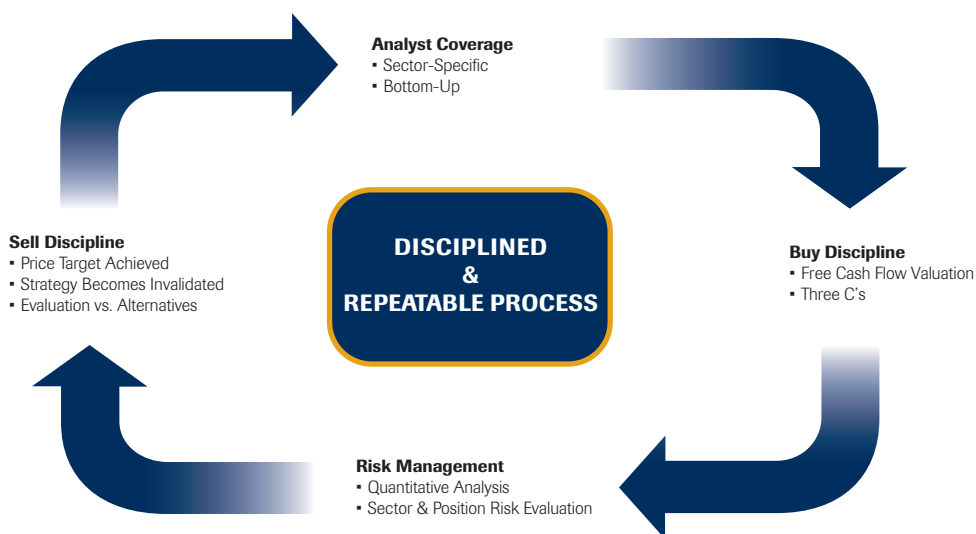 Analyst Coverage
▪ Sector-Specific
▪ Bottom-Up
Buy Discipline
▪ Free Cash Flow Valuation
▪ Three C's
Risk Management
▪ Quantitative Analysis
▪ Sector & Position Risk Evaluation
Sell Discipline
▪ Price Target Achieved
▪ Strategy Becomes Invalidated
▪ Evaluation vs. Alternatives
DISCIPLINED
&
REPEATABLE PROCESS